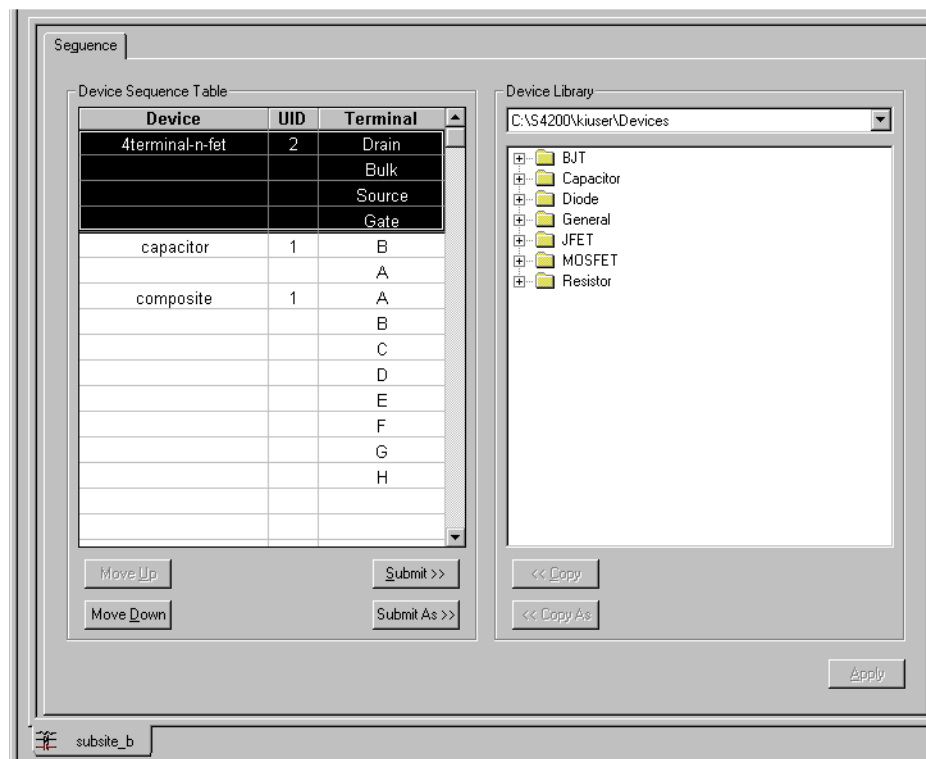 Seguence
Device Sequence Table
Device UID Terminal
4terminal-n-fet 2 Drain
Bulk
Source
Gate
capacitor 1 B
A
composite 1 A
B
C
D
E
F
G
H
Move Up
Submit >>
Move Down
Submit As >>
Device Library
C:\S4200\kiuser\Devices
BJT
Capacitor
Diode
General
JFET
MOSFET
Resistor
<< Copy
<< Copy As
Apply
subsite_b